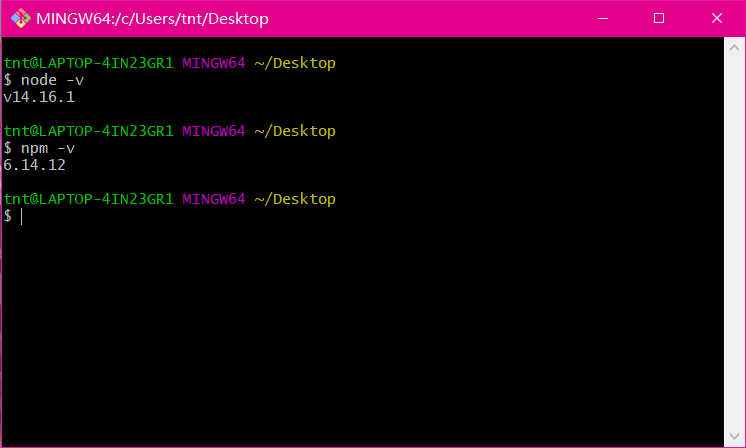 MINGW64:/c/Users/tnt/Desktop
tnt@LAPTOP-4IN23GR1 MINGW64 ~/Desktop
$ node -v
v14.16.1
tnt@LAPTOP-4IN23GR1 MINGW64 ~/Desktop
$ npm -v
6.14.12
tnt@LAPTOP-4IN23GR1 MINGW64 ~/Desktop
$